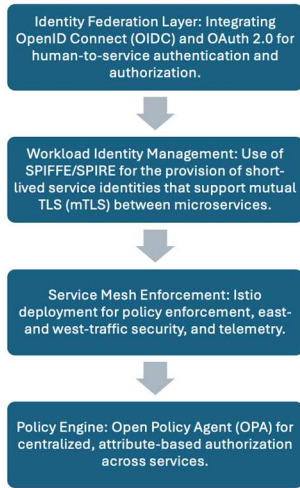 Identity Federation Layer: Integrating
OpenID Connect (OIDC) and OAuth 2.0 for
human-to-service authentication and
authorization.
Workload Identity Management: Use of
SPIFFE/SPIRE for the provision of short-
lived service identities that support mutual
TLS (mTLS) between microservices.
Service Mesh Enforcement: Istio
deployment for policy enforcement, east-
and west-traffic security, and telemetry.
Policy Engine: Open Policy Agent (OPA) for
centralized, attribute-based authorization
across services.